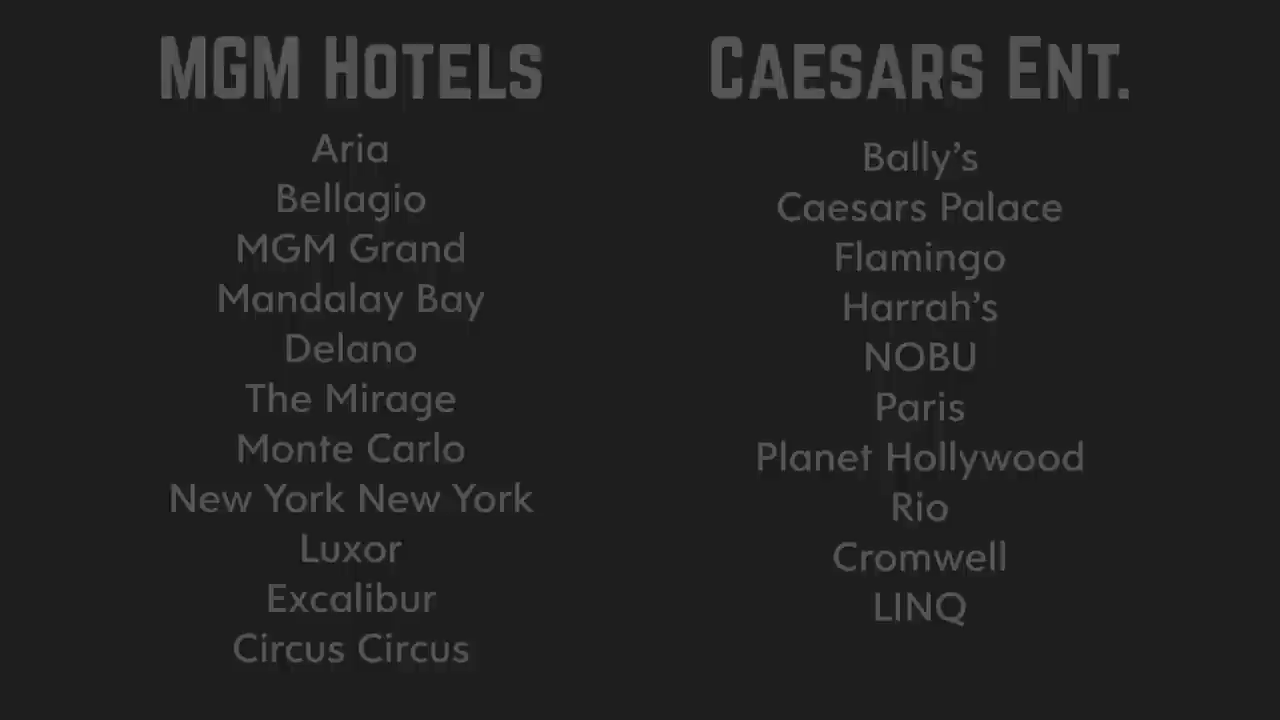 MGM HOTELS
Aria
Bellagio
MGM Grand
Mandalay Bay
Delano
The Mirage
Monte Carlo
New York New York
Luxor
Excalibur
Circus Circus
CAESARS ENT.
Bally’s
Caesars Palace
Flamingo
Harrah’s
NOBU
Paris
Planet Hollywood
Rio
Cromwell
LINQ